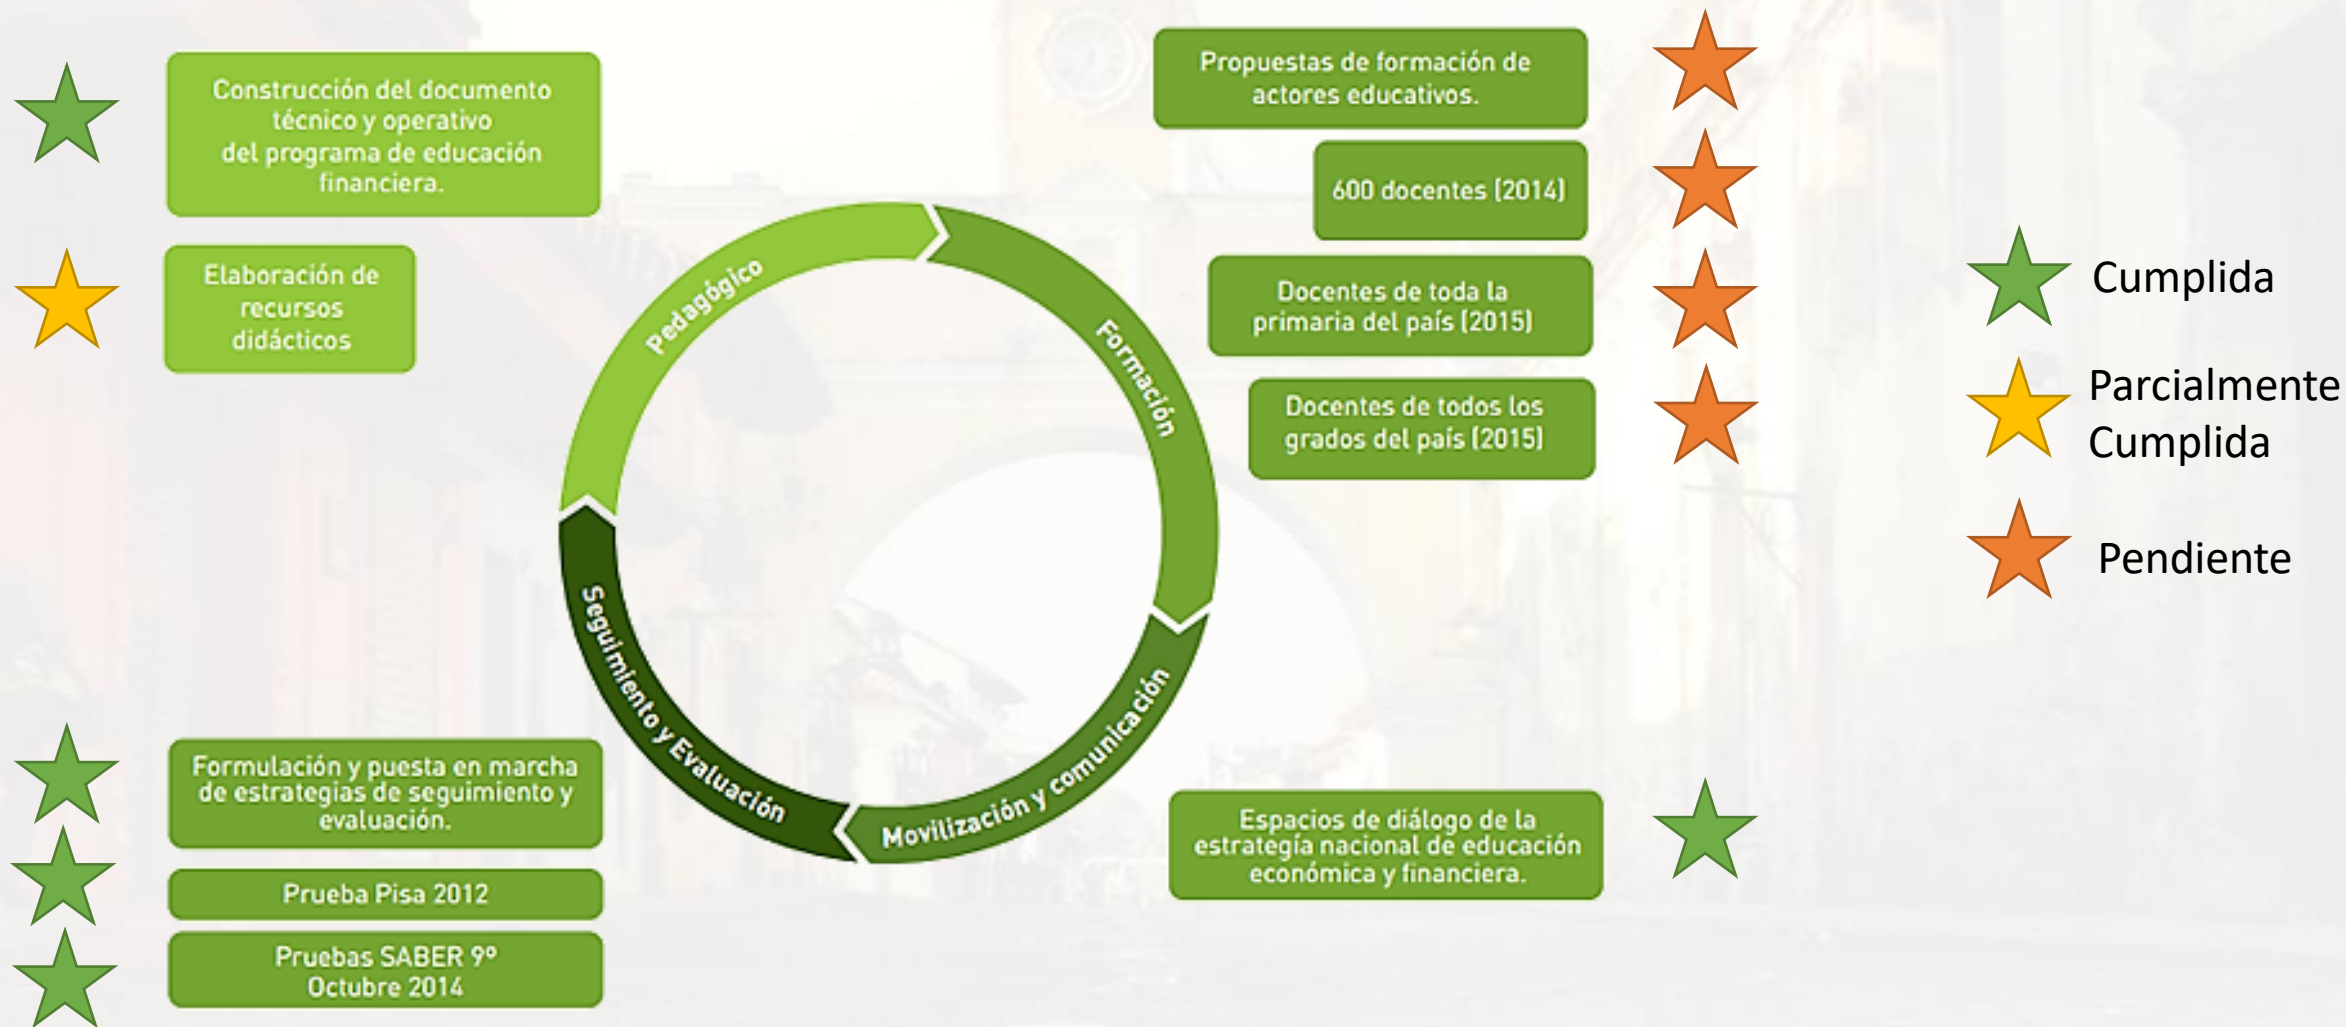 Construcción del documento
técnico y operativo
del programa de educación
financiera.
Elaboración de
recursos
didácticos
Propuestas de formación de
actores educativos.
600 docentes (2014)
Docentes de toda la
primaria del país (2015)
Docentes de todos los
grados del país (2015)
Cumplida
Parcialmente
Cumplida
Pendiente
Pedagógico
Formación
Seguimiento y Evaluación
Movilización y comunicación
Formulación y puesta en marcha
de estrategias de seguimiento y
evaluación.
Prueba Pisa 2012
Pruebas SABER 9º
Octubre 2014
Espacios de diálogo de la
estrategía nacional de educación
económica y financiera.